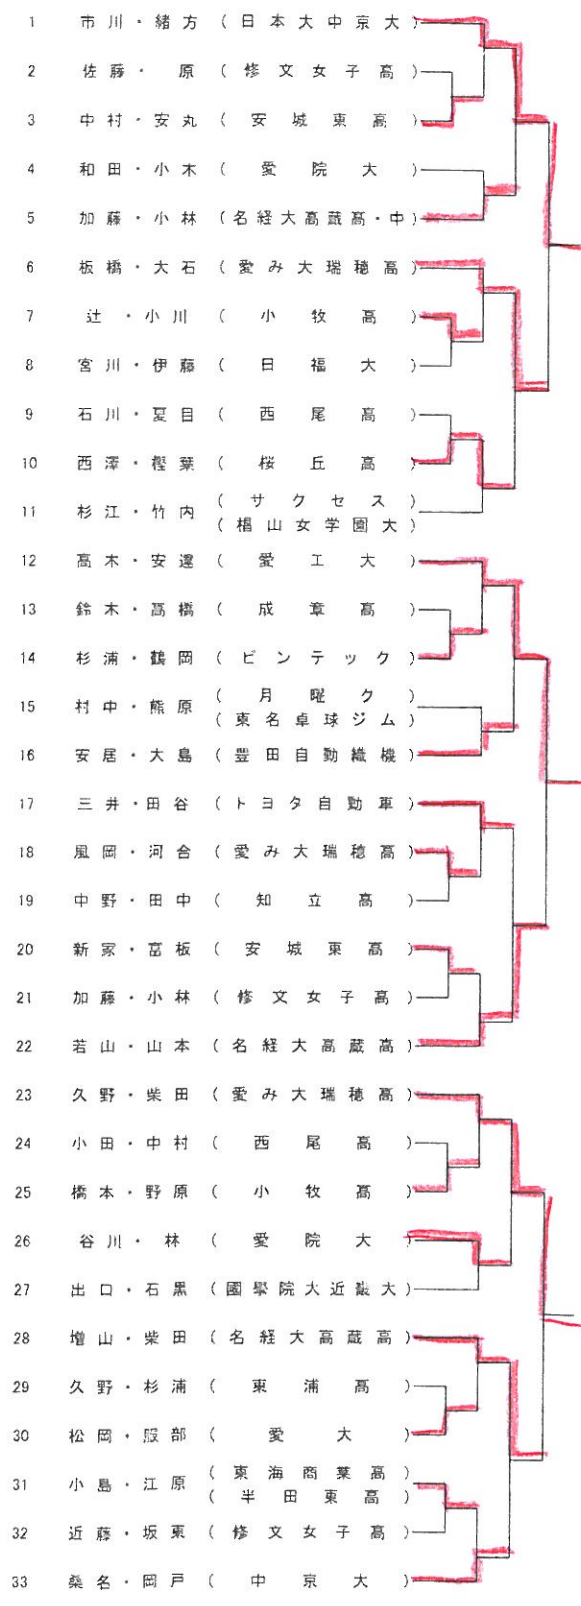 1 市川・緒方 (日本大中京大)
2 佐藤・ 原 (修文女子高)
3 中村・安丸 (安城東高)
4 和田・小木 (愛院大)
5 加藤・小林 (名経大高蔵高・中)
6 板橋・大石 (愛み大瑞穂高)
7 辻 ・小川 (小牧高)
8 宮川・伊藤 (日福大)
9 石川・夏目 (西尾高)
10 西澤・樫葉 (桜丘高)
11 杉江・竹内 (サクセス)
(椙山女学園大)
12 高木・安達 (愛工大)
13 鈴木・高橋 (成章高)
14 杉浦・鶴岡 (ピンテック)
15 村中・熊原 (月曜ク)
(東名卓球ジム)
16 安居・大島 (豊田自動織機)
17 三井・田谷 (トヨタ自動車)
18 風岡・河合 (愛み大瑞穂高)
19 中野・田中 (知立高)
20 新家・富板 (安城東高)
21 加藤・小林 (修文女子高)
22 若山・山本 (名経大高蔵高)
23 久野・柴田 (愛み大瑞穂高)
24 小田・中村 (西尾高)
25 橋本・野原 (小牧高)
26 谷川・ 林 (愛院大)
27 出口・石黒 (國學院大近畿大)
28 増山・柴田 (名経大高蔵高)
29 久野・杉浦 (東浦高)
30 松岡・服部 (愛大)
31 小島・江原 (東海商業高)
(半田東高)
32 近藤・坂東 (修文女子高)
33 桑名・岡戸 (中京大)